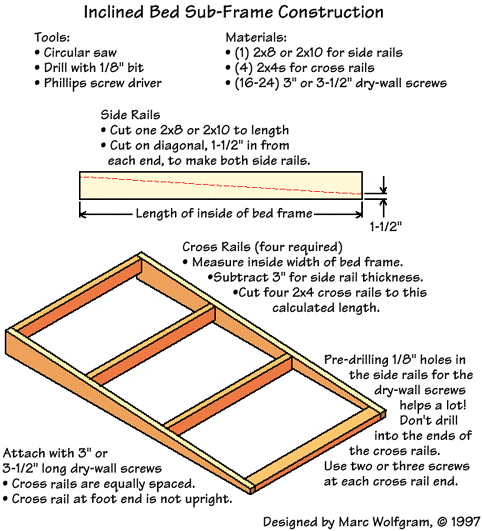 Inclined Bed Sub-Frame Construction
Tools:
• Circular saw
• Drill with 1/8" bit
• Phillips screw driver
Materials:
• (1) 2x8 or 2x10 for side rails
• (4) 2x4s for cross rails
• (16-24) 3" or 3-1/2" dry-wall screws
Side Rails
• Cut one 2x8 or 2x10 to length
• Cut on diagonal, 1-1/2" in from
each end, to make both side rails.
Length of inside of bed frame
1-1/2"
Cross Rails (four required)
• Measure inside width of bed frame.
•Subtract 3" for side rail thickness.
•Cut four 2x4 cross rails to this
calculated length.
Pre-drilling 1/8" holes in
the side rails for the
dry-wall screws
helps a lot!
Don't drill
into the ends of
the cross rails.
Use two or three screws
at each cross rail end.
Attach with 3" or
3-1/2" long dry-wall screws
• Cross rails are equally spaced.
• Cross rail at foot end is not upright.
Designed by Marc Wolfgram, © 1997